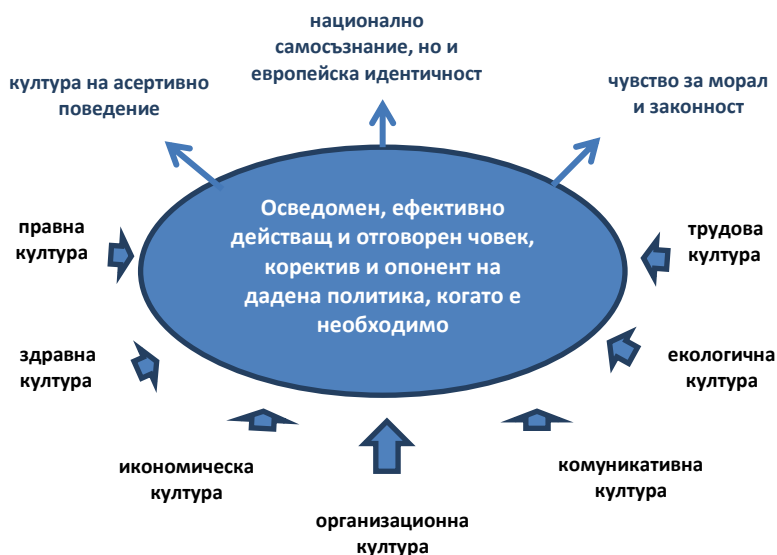 национално
самосъзнание, но и
европейска идентичност
култура на асертивно
поведение
чувство за морал
и законност
Осведомен, ефективно
действащ и отговорен човек,
коректив и опонент на
дадена политика, когато е
необходимо
правна
култура
трудова
култура
здравна
култура
екологична
култура
икономическа
култура
комуникативна
култура
организационна
култура